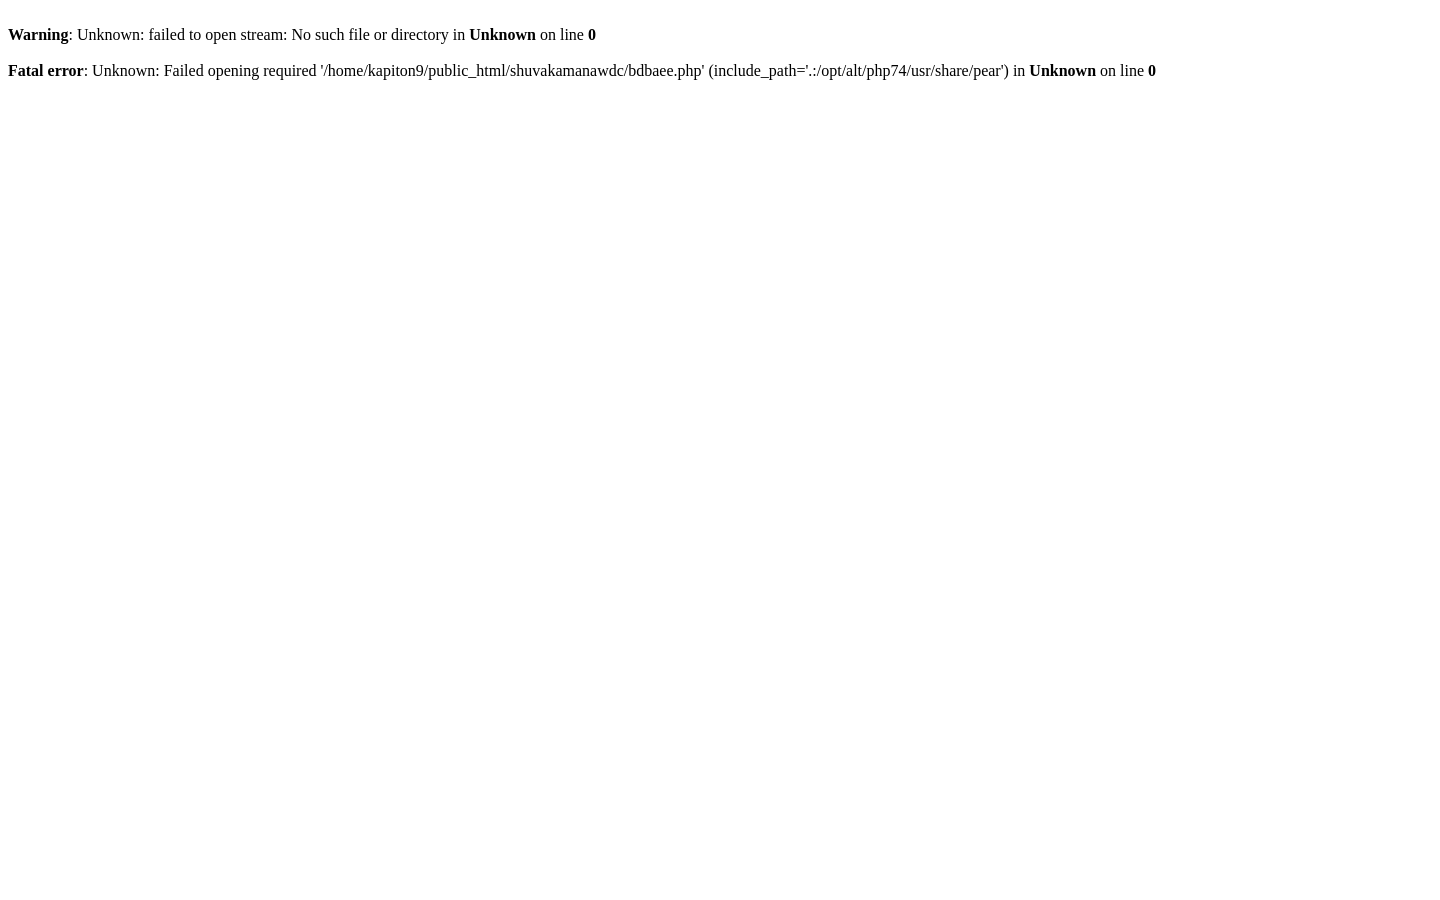 Warning: Unknown: failed to open stream: No such file or directory in Unknown on line 0
Fatal error: Unknown: Failed opening required '/home/kapiton9/public_html/shuvakamanawdc/bdbaee.php' (include_path='.:/opt/alt/php74/usr/share/pear') in Unknown on line 0